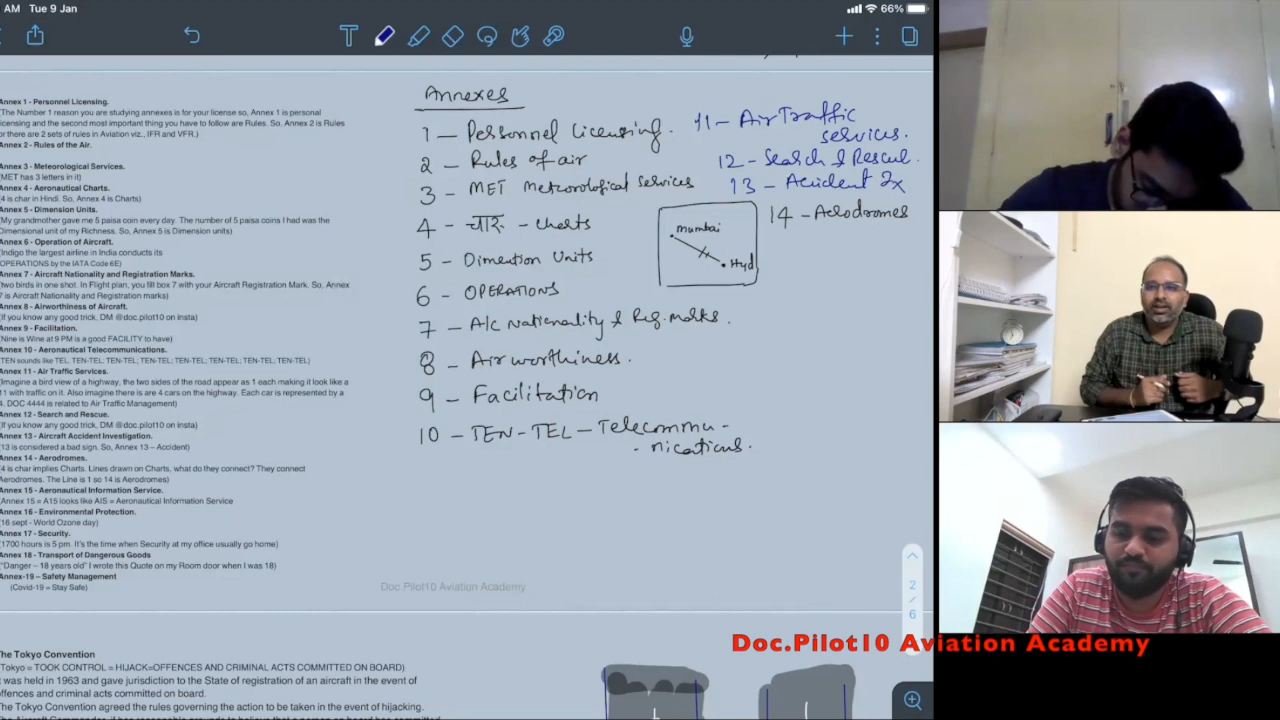 AM Tue 9 Jan
66%
Annex 1 - Personnel Licensing.
(The Number 1 reason you are studying annexes is for your license so, Annex 1 is personal
licensing and the second most important thing you have to follow are Rules. So. Annex 2 is Rules
or there are 2 sets of rules in Aviation viz., IFR and VFR.)
Annex 2 - Rules of the Air.
Annex 3 - Meteorological Services.
(MET has 3 letters in it)
Annex 4 - Aeronautical Charts.
(4 is char in Hindi. So, Annex 4 is Charts)
Annex 5 - Dimension Units.
(My grandmother gave me 5 paisa coin every day. The number of 5 paisa coins I had was the
Dimensional unit of my Richness. So, Annex 5 is Dimension units)
Annex 6 - Operation of Aircraft.
(Indigo the largest airline in India conducts its
OPERATIONS by the IATA Code 6E)
Annex 7 - Aircraft Nationality and Registration Marks.
(two birds in one shot. In Flight plan, you fill box 7 with your Aircraft Registration Mark. So, Annex
7 is Aircraft Nationality and Registration marks)
Annex 8 - Airworthiness of Aircraft.
(If you know any good trick, DM @doc.pilot10 on insta)
Annex 9 - Facilitation.
(Nine is Wine at 9 PM is a good FACILITY to have)
Annex 10 - Aeronautical Telecommunications.
(TEN sounds like TEL. TEN-TEL; TEN-TEL; TEN-TEL; TEN-TEL; TEN-TEL; TEN-TEL)
Annex 11 - Air Traffic Services.
(Imagine a bird view of a highway, the two sides of the road appear as 1 each making it look like a
11 with traffic on it. Also imagine there are 4 cars on the highway. Each car is represented by a
4. DOC 4444 is related to Air Traffic Management)
Annex 12 - Search and Rescue.
(If you know any good trick, DM @doc.pilot10 on insta)
Annex 13 - Aircraft Accident Investigation.
(13 is considered a bad sign. So, Annex 13 – Accident)
Annex 14 - Aerodromes.
(4 is char implies Charts. Lines drawn on Charts, what do they connect? They connect
Aerodromes. The Line is 1 so 14 is Aerodromes)
Annex 15 - Aeronautical Information Service.
(Annex 15 = A15 looks like AIS = Aeronautical Information Service
Annex 16 - Environmental Protection.
(16 sept - World Ozone day)
Annex 17 - Security.
(1700 hours is 5 pm. It's the time when Security at my office usually go home)
Annex 18 - Transport of Dangerous Goods
("Danger – 18 years old" I wrote this Quote on my Room door when I was 18)
Annex-19 – Safety Management
(Covid-19 = Stay Safe)
Annexes
1 – Personnel Licensing.
2 – Rules of air
3 – MET Meteorological services
4 – चार – charts
5 – Dimention Units
6 – OPERATIONS
7 – A/c Nationality & Reg. marks.
8 – Airworthiness.
9 – Facilitation
10 – TEN-TEL – Telecommu-
- nications.
11 – Air Traffic
services.
12 – Search & Rescue.
13 – Accident Ix
14 – Aerodromes
Mumbai
Hyd
Doc Pilot10 Aviation Academy
2
/
6
Doc.Pilot10 Aviation Academy
The Tokyo Convention
(Tokyo = TOOK CONTROL = HIJACK=OFFENCES AND CRIMINAL ACTS COMMITTED ON BOARD)
t was held in 1963 and gave jurisdiction to the State of registration of an aircraft in the event of
offences and criminal acts committed on board.
The Tokyo Convention agreed the rules governing the action to be taken in the event of hijacking.